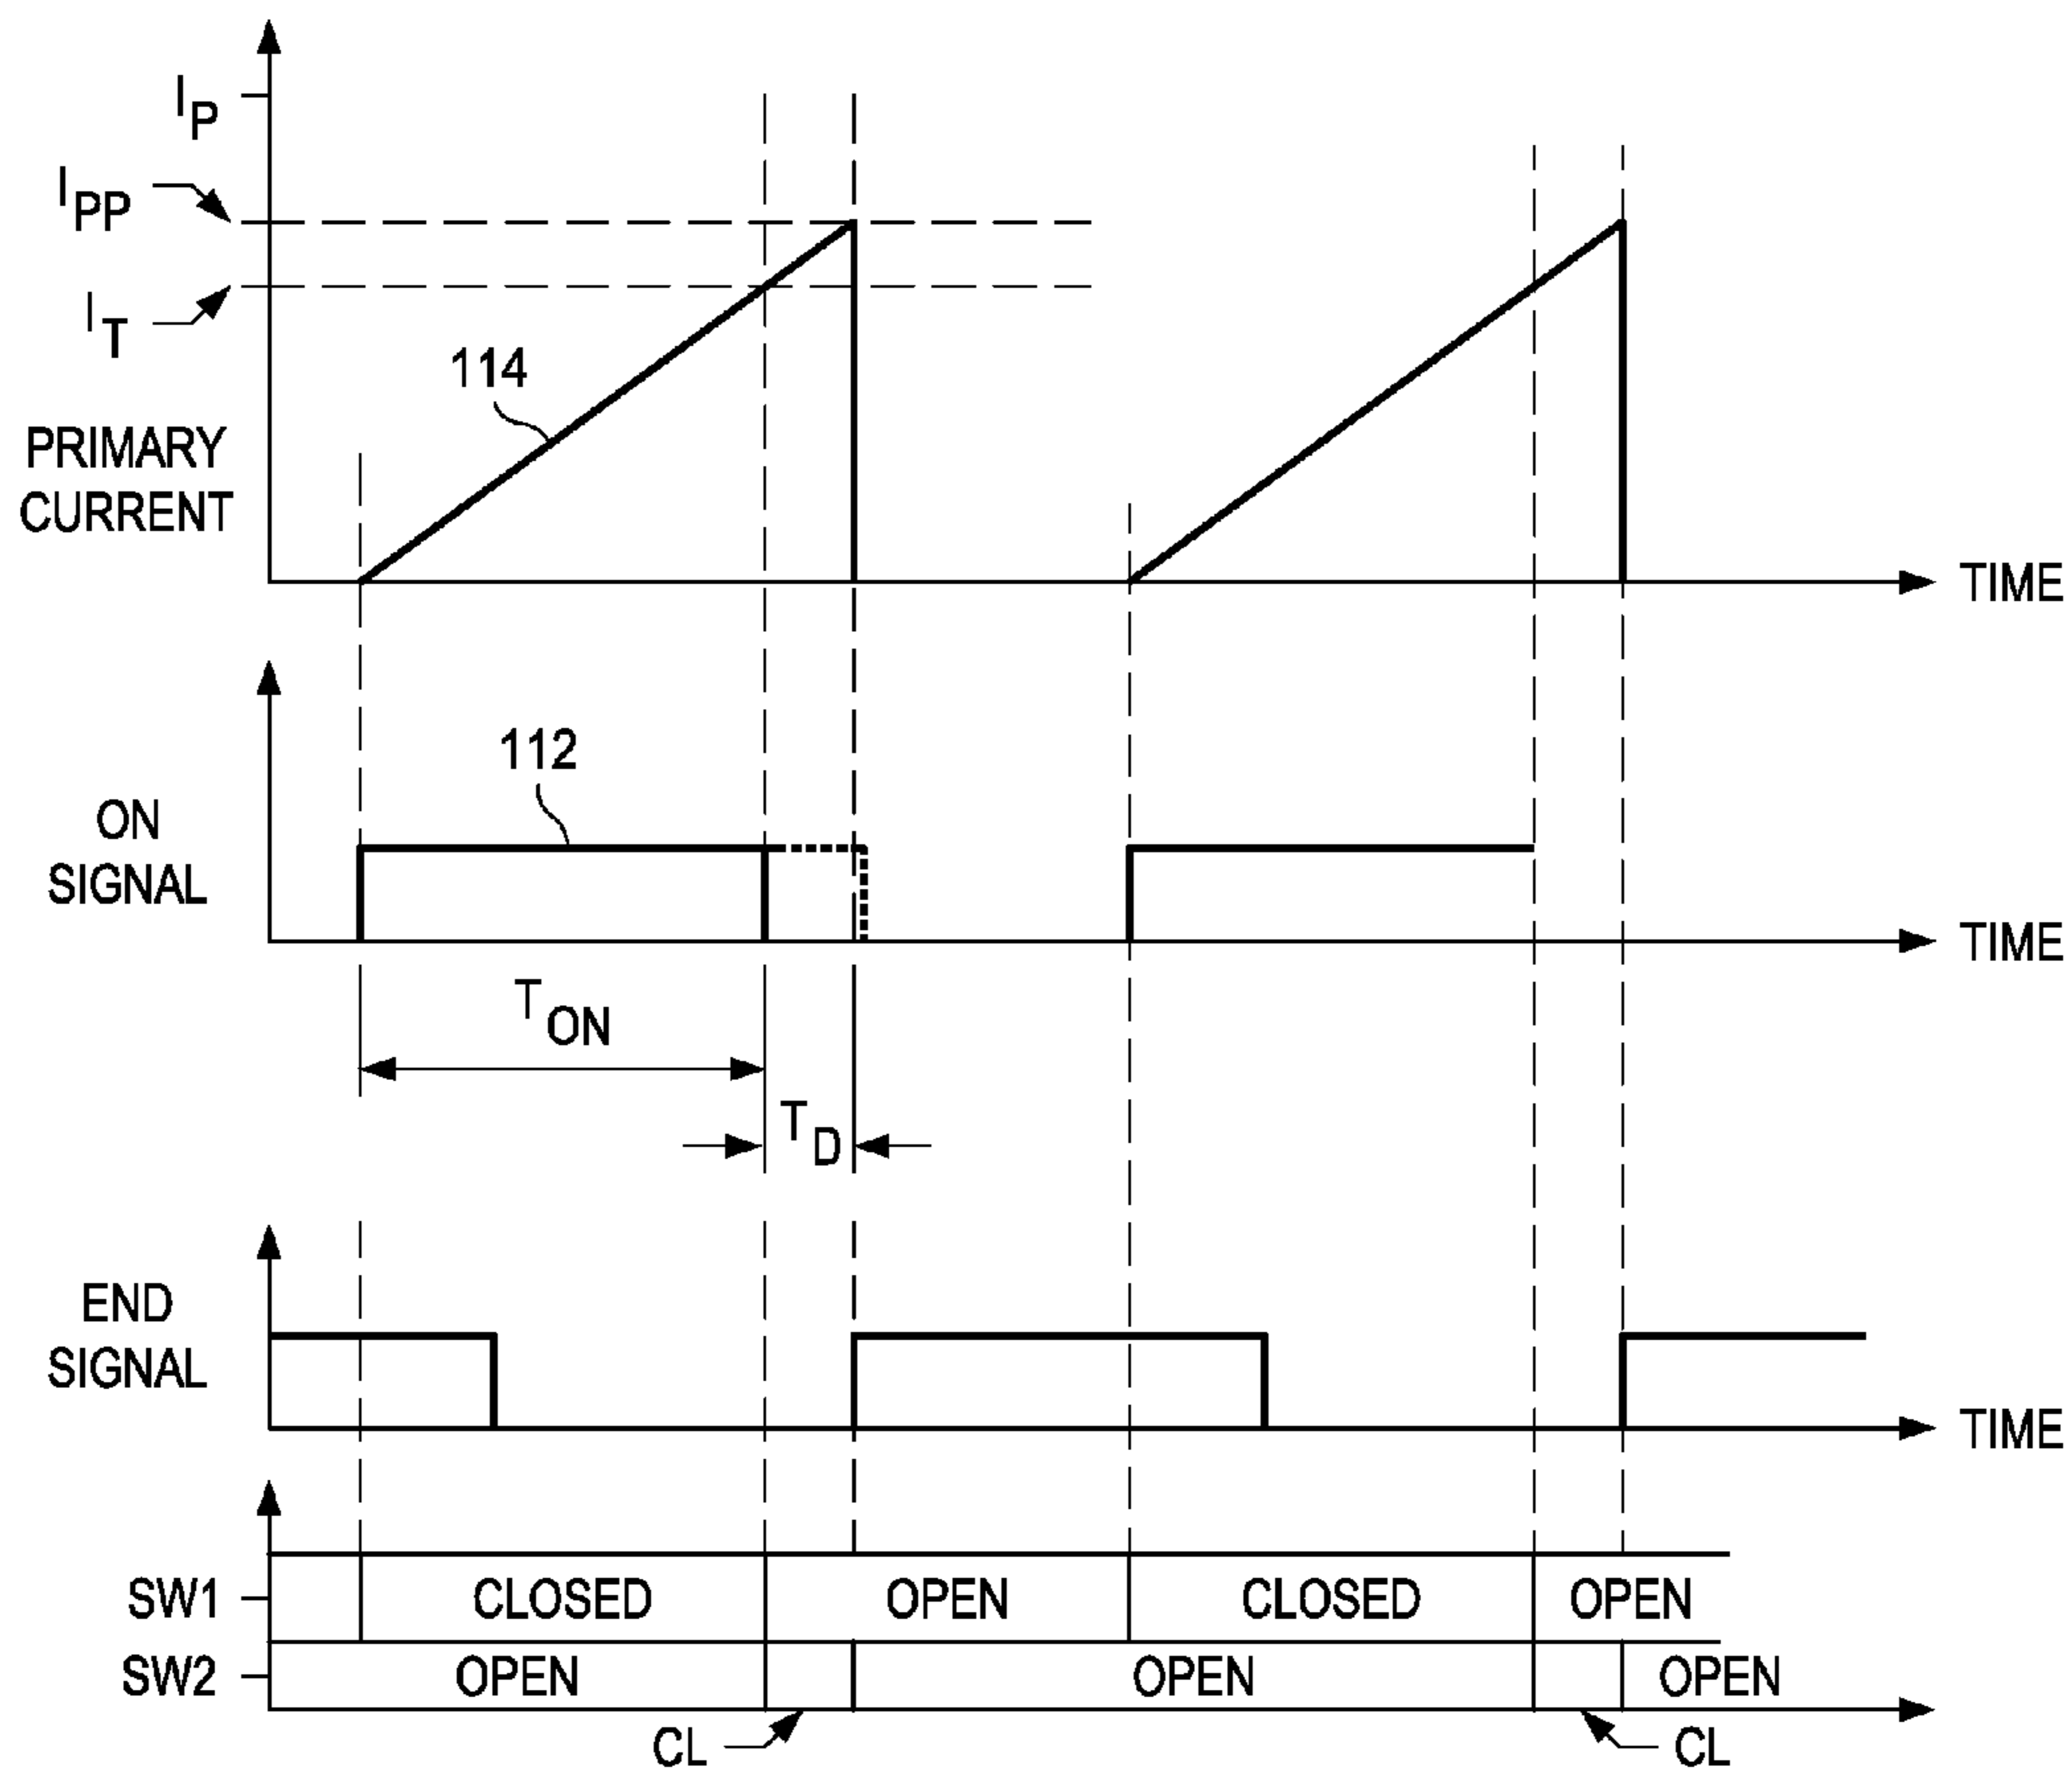 I_P
I_PP
I_T
114
PRIMARY
CURRENT
TIME
112
ON
SIGNAL
TIME
T_ON
T_D
END
SIGNAL
TIME
SW1 CLOSED OPEN CLOSED OPEN
SW2 OPEN OPEN OPEN
CL CL